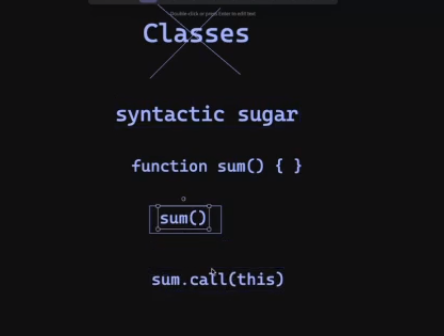 Double-click or press Enter to edit text
Classes
syntactic sugar
function sum() { }
sum()
sum.call(this)